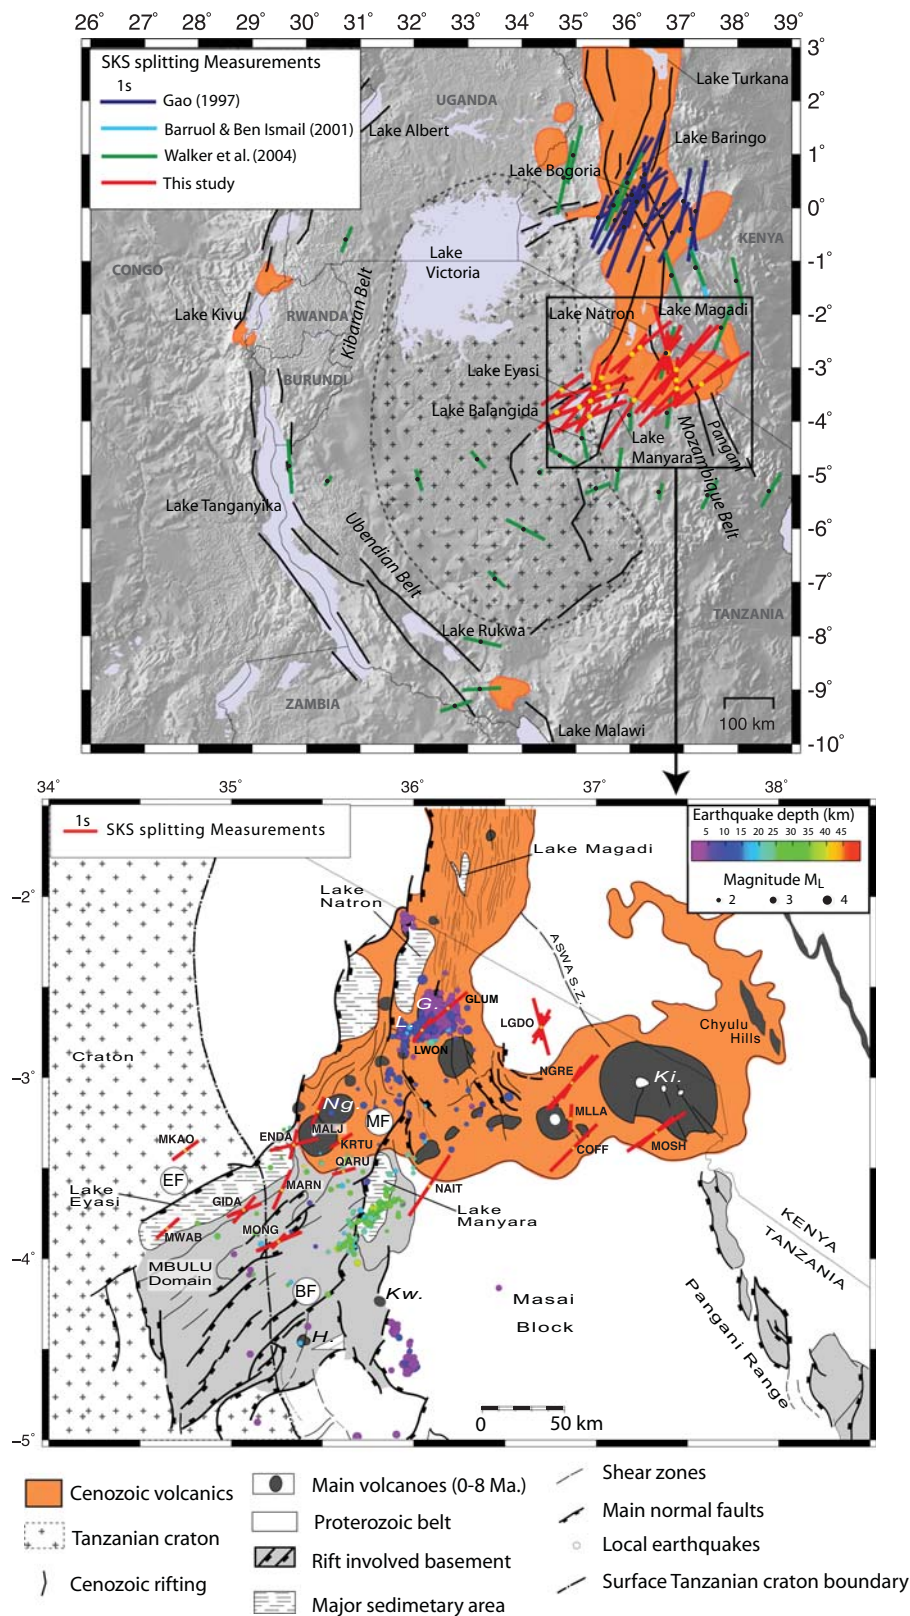 26° 27° 28° 29° 30° 31° 32° 33° 34° 35° 36° 37° 38° 39°
SKS splitting Measurements
1s
Gao (1997)
Barruol & Ben Ismail (2001)
Walker et al. (2004)
This study
3°
2°
1°
0°
-1°
-2°
-3°
-4°
-5°
-6°
-7°
-8°
-9°
-10°
Lake Turkana
UGANDA
Lake Albert
Lake Baringo
Lake Bogoria
KENYA
Lake
Victoria
CONGO
Lake Kivu
RWANDA
Kibaran Belt
BURUNDI
Lake Natron
Lake Magadi
Lake Eyasi
Lake Balangida
Lake
Manyara
Pangani
Mozambique Belt
Lake Tanganyika
Ubendian Belt
TANZANIA
Lake Rukwa
ZAMBIA
Lake Malawi
100 km
34° 35° 36° 37° 38°
1s
SKS splitting Measurements
Earthquake depth (km)
5 10 15 20 25 30 35 40 45
Magnitude ML
2 3 4
−2°
−3°
−4°
−5°
Lake Magadi
Lake
Natron
ASWA S.Z.
G.
GLUM
L.
LGDO
LWON
Chyulu
Hills
Craton
NGRE
Ki.
Ng.
MF
MLLA
MALJ
ENDA
KRTU
MKAO
COFF
MOSH
QARU
EF
MARN
NAIT
Lake
Eyasi
GIDA
Lake
Manyara
MWAB
MONG
KENYA
TANZANIA
MBULU
Domain
BF
Kw.
Masai
Block
H.
Pangani Range
0 50 km
Cenozoic volcanics
Tanzanian craton
Cenozoic rifting
Main volcanoes (0-8 Ma.)
Proterozoic belt
Rift involved basement
Major sedimetary area
Shear zones
Main normal faults
Local earthquakes
Surface Tanzanian craton boundary